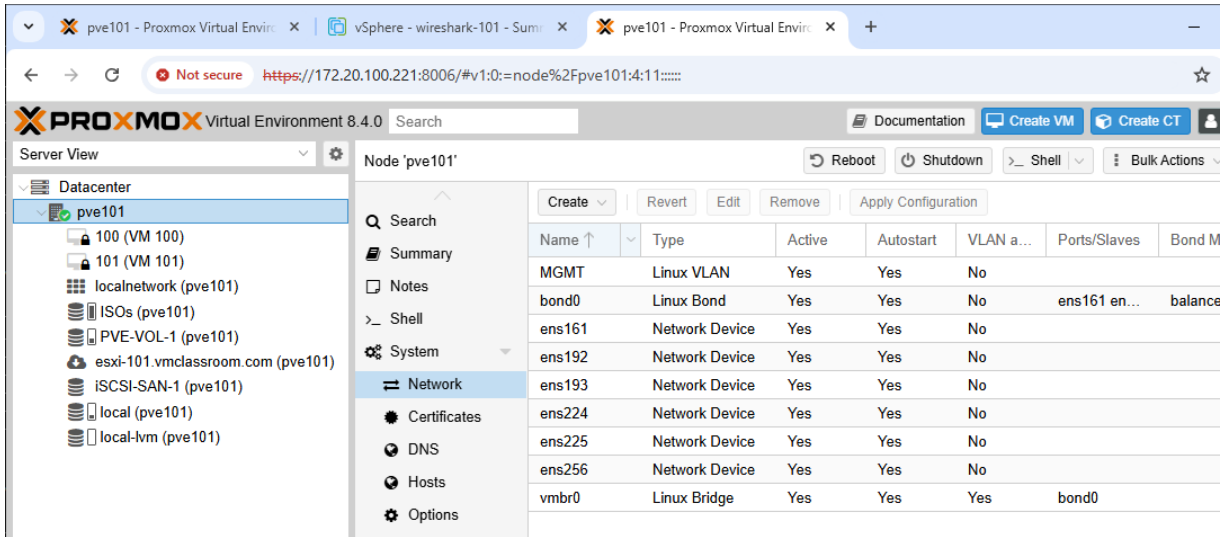 pve101 - Proxmox Virtual Enviro
vSphere - wireshark-101 - Summ
pve101 - Proxmox Virtual Enviro
Not secure https://172.20.100.221:8006/#v1:0:=node%2Fpve101:4:11::::::
PROXMOX Virtual Environment 8.4.0 Search Documentation Create VM Create CT
Server View
Node 'pve101' Reboot Shutdown >_ Shell Bulk Actions
Datacenter
pve101
100 (VM 100)
101 (VM 101)
localnetwork (pve101)
ISOs (pve101)
PVE-VOL-1 (pve101)
esxi-101.vmclassroom.com (pve101)
iSCSI-SAN-1 (pve101)
local (pve101)
local-lvm (pve101)
Search
Summary
Notes
>_ Shell
System
Network
Certificates
DNS
Hosts
Options
Create Revert Edit Remove Apply Configuration
Name Type Active Autostart VLAN a... Ports/Slaves Bond M
MGMT Linux VLAN Yes Yes No
bond0 Linux Bond Yes Yes No ens161 en... balance
ens161 Network Device Yes Yes No
ens192 Network Device Yes Yes No
ens193 Network Device Yes Yes No
ens224 Network Device Yes Yes No
ens225 Network Device Yes Yes No
ens256 Network Device Yes Yes No
vmbr0 Linux Bridge Yes Yes Yes bond0